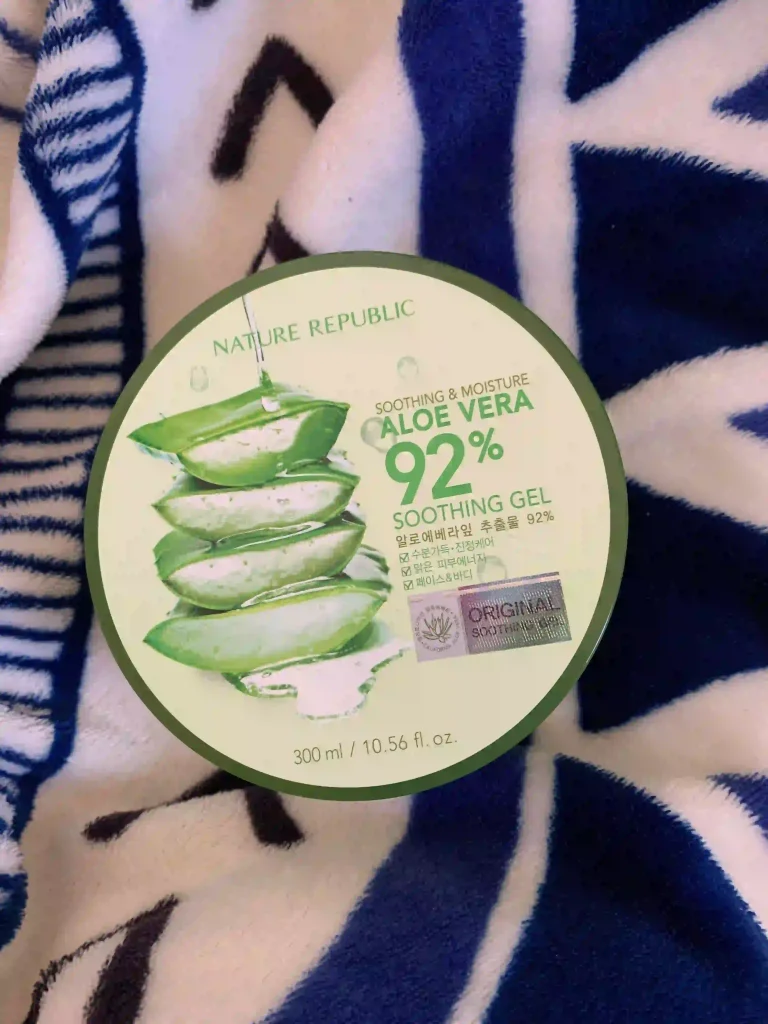 NATURE REPUBLIC
SOOTHING & MOISTURE
ALOE VERA
92%
SOOTHING GEL
알로에베라잎 추출물 92%
수분가득·진정케어
맑은 피부에너지
페이스&바디
ORIGINAL
SOOTHING GEL
300 ml / 10.56 fl. oz.